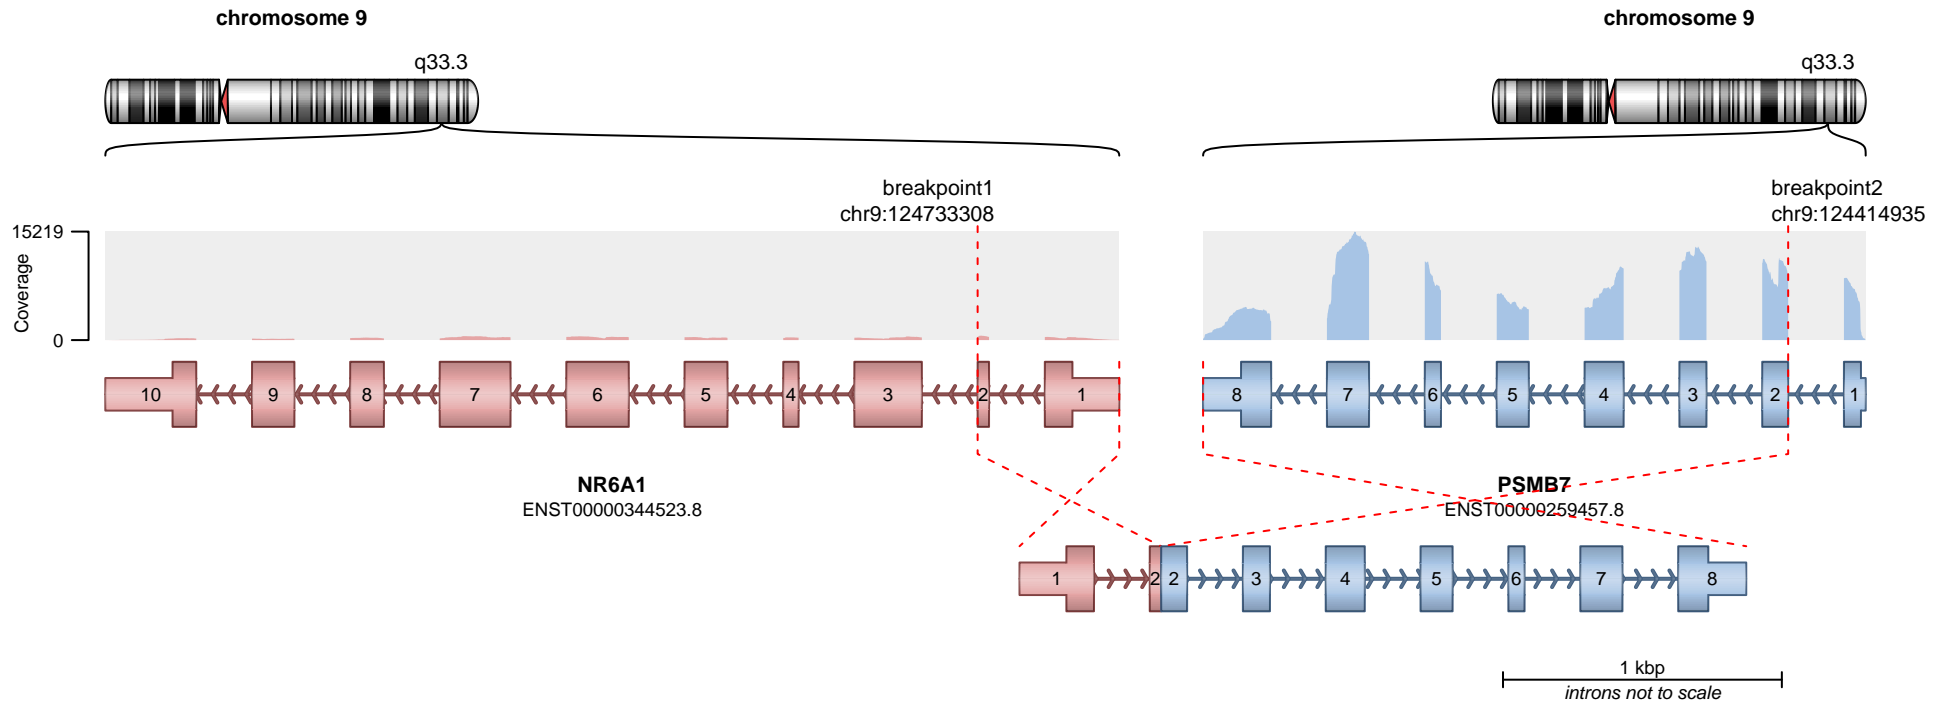 chromosome 9
chromosome 9
q33.3
q33.3
breakpoint1
chr9:124733308
breakpoint2
chr9:124414935
15219
Coverage
0
10 9 8 7 6 5 4 3 2 1
8 7 6 5 4 3 2 1
NR6A1
ENST00000344523.8
PSMB7
ENST00000259457.8
1 2 2 3 4 5 6 7 8
1 kbp
introns not to scale